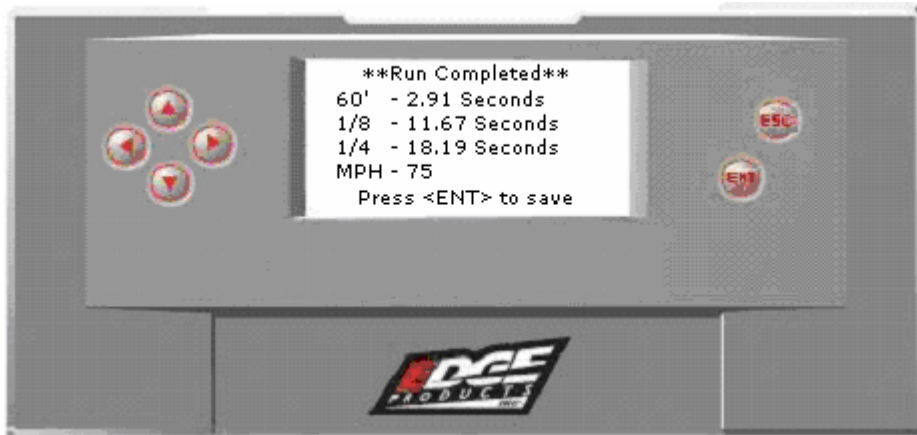 **Run Completed**
60' - 2.91 Seconds
1/8 - 11.67 Seconds
1/4 - 18.19 Seconds
MPH - 75
Press <ENT> to save
ESC
ENT
EDGE
PRODUCTS
INC